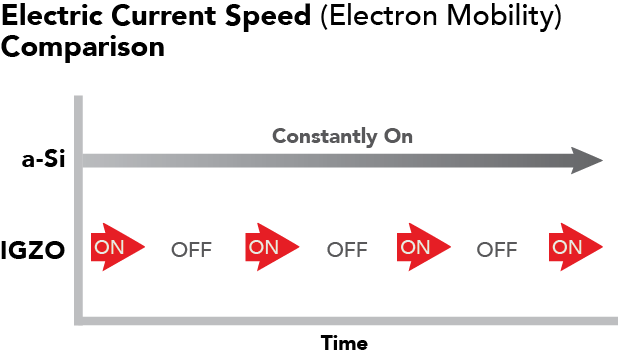 Electric Current Speed (Electron Mobility)
Comparison
Constantly On
a-Si
IGZO ON OFF ON OFF ON OFF ON
Time